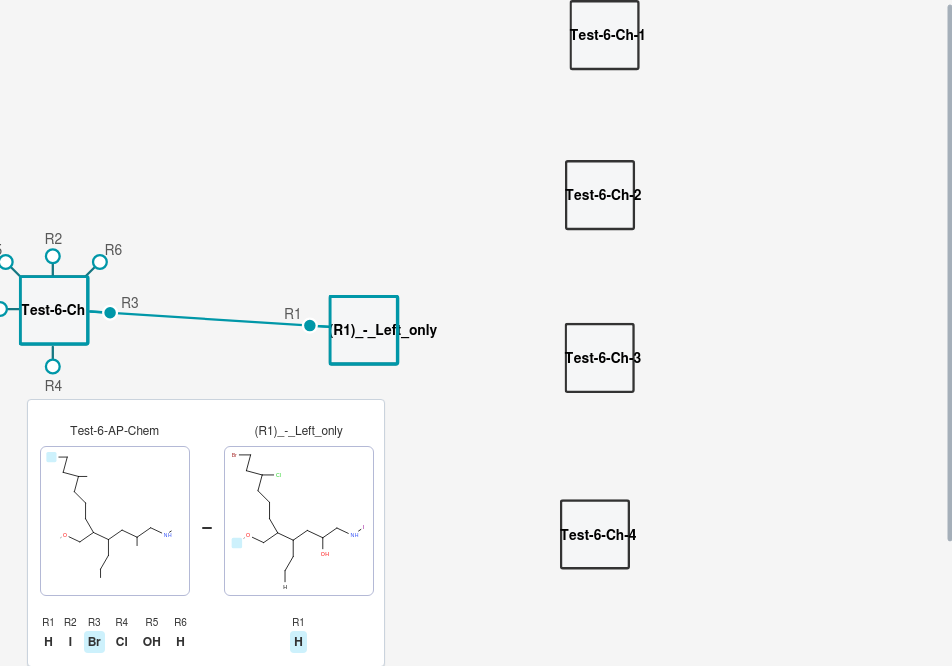 Test-6-Ch-1
Test-6-Ch-2
R2
R6
Test-6-Ch
R3
R1
(R1)_-_Left_only
R4
Test-6-Ch-3
Test-6-AP-Chem
(R1)_-_Left_only
Br
Cl
O
NH
O
NH
I
OH
H
Test-6-Ch-4
R1 R2 R3 R4 R5 R6
H I Br Cl OH H
R1
H